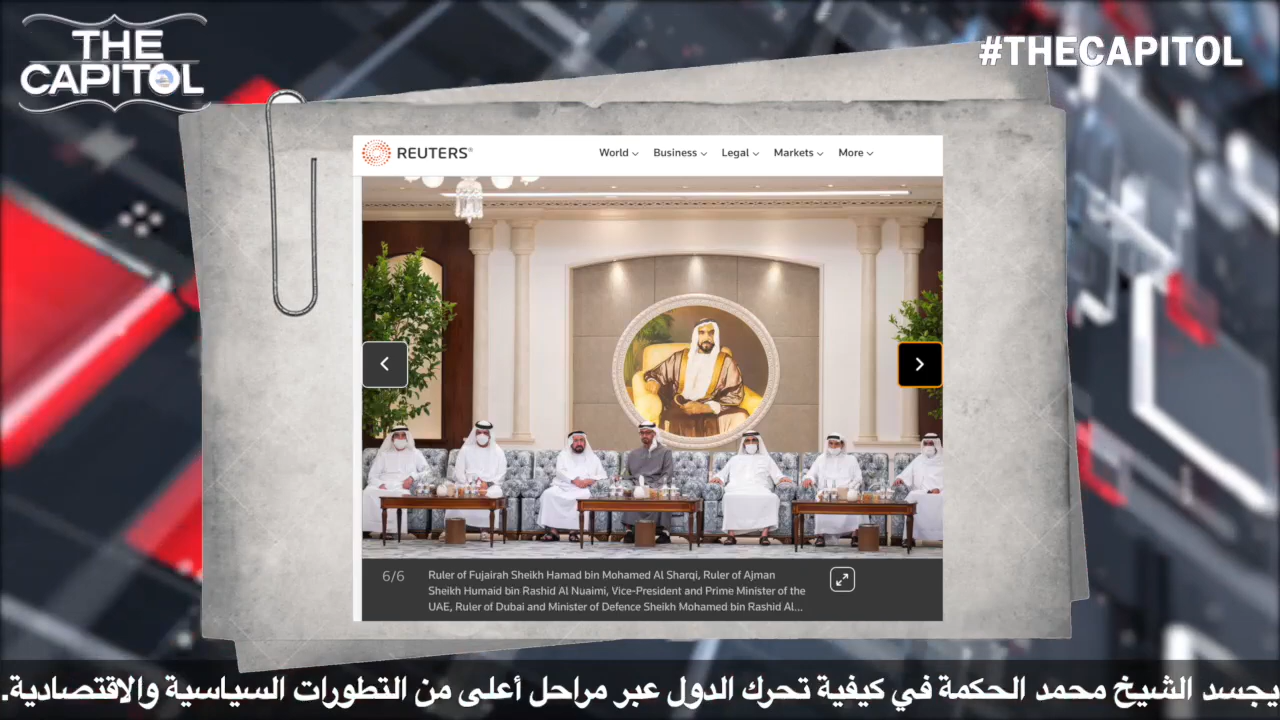 THE
CAPITOL
#THECAPITOL
REUTERS®
World Business Legal Markets More
6/6
Ruler of Fujairah Sheikh Hamad bin Mohamed Al Sharqi, Ruler of Ajman
Sheikh Humaid bin Rashid Al Nuaimi, Vice-President and Prime Minister of the
UAE, Ruler of Dubai and Minister of Defence Sheikh Mohamed bin Rashid Al...
يجسد الشيخ محمد الحكمة في كيفية تحرك الدول عبر مراحل أعلى من التطورات السياسية والاقتصادية.